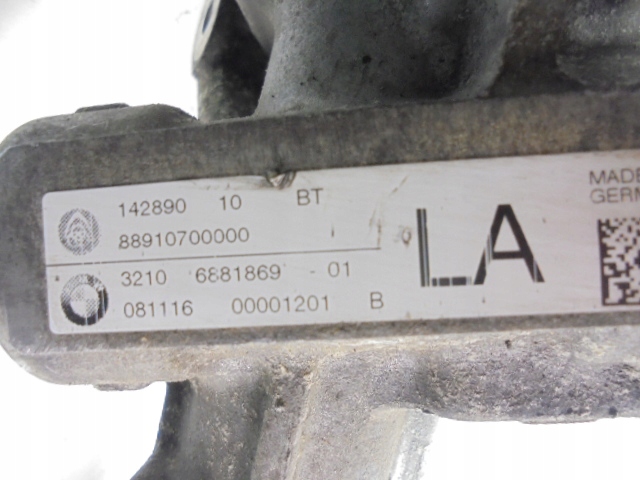 142890 10 BT
88910700000
3210 6881869 - 01
081116 00001201 B
LA
MADE
GERM